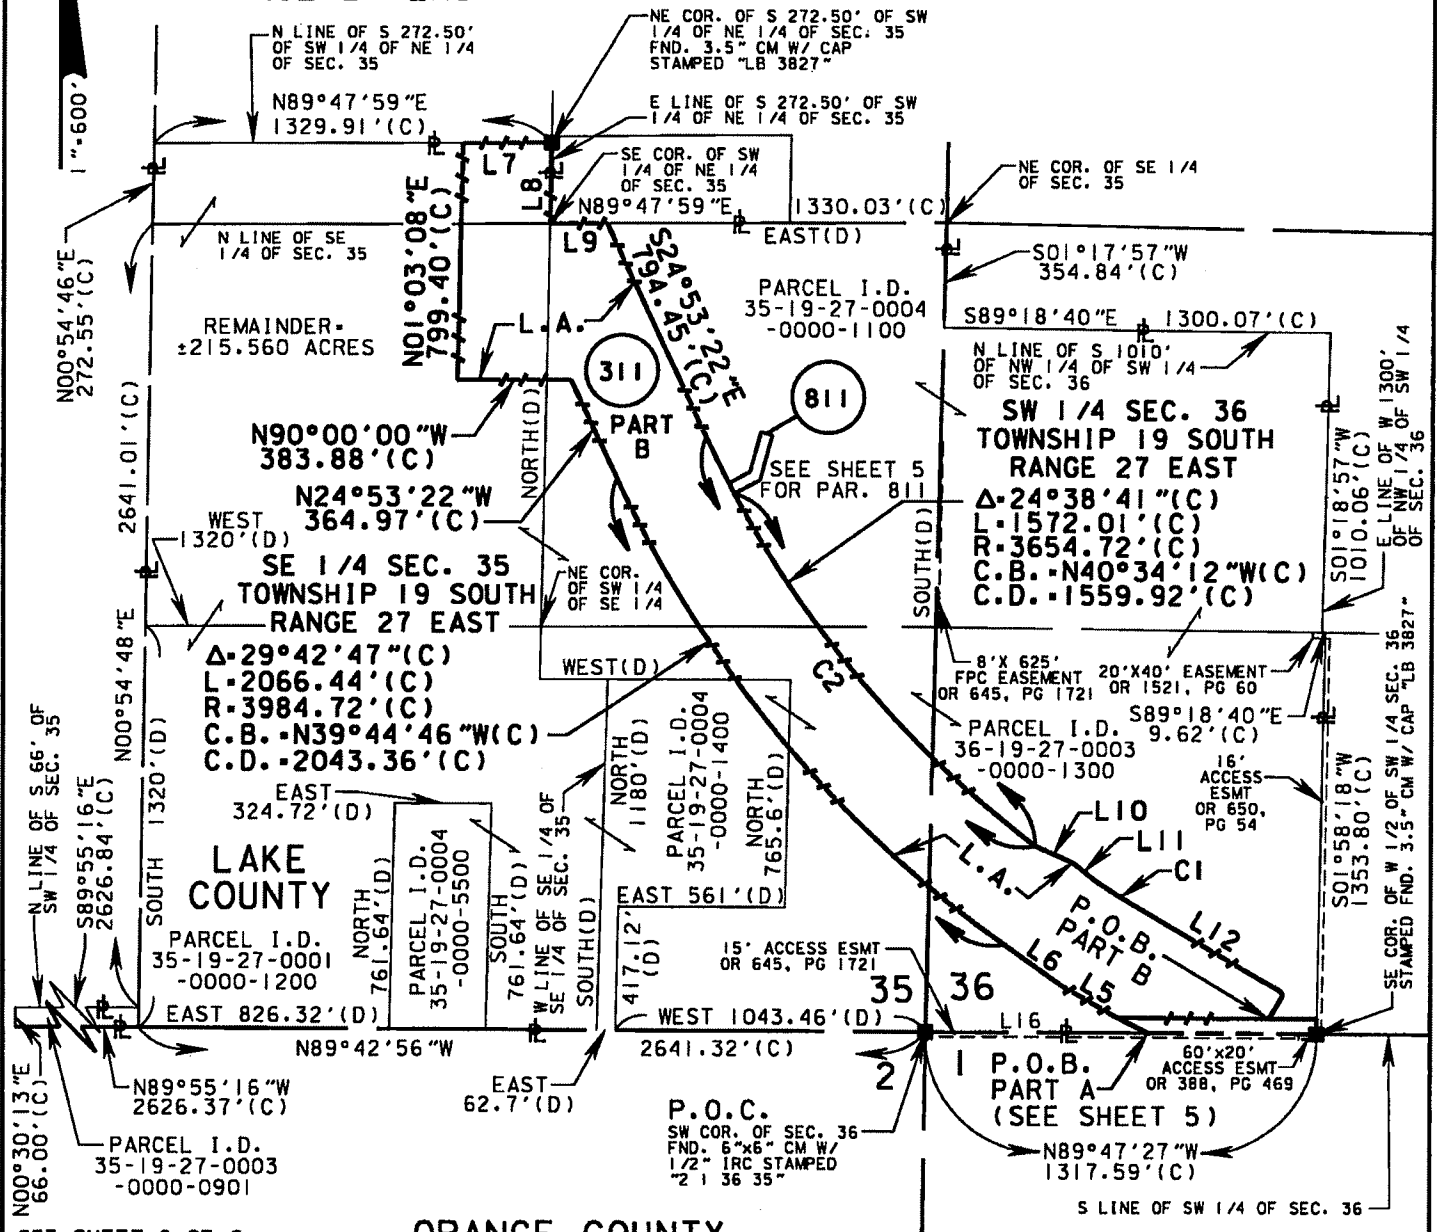 1"=600'
N LINE OF S 272.50'
OF SW 1/4 OF NE 1/4
OF SEC. 35
NE COR. OF S 272.50' OF SW
1/4 OF NE 1/4 OF SEC. 35
FND. 3.5" CM W/ CAP
STAMPED "LB 3827"
N89°47'59"E
1329.91'(C)
E LINE OF S 272.50' OF SW
1/4 OF NE 1/4 OF SEC. 35
L7
L8
SE COR. OF SW
1/4 OF NE 1/4
OF SEC. 35
NE COR. OF SE 1/4
OF SEC. 35
N89°47'59"E
1330.03'(C)
EAST(D)
L9
N LINE OF SE
1/4 OF SEC. 35
N00°54'46"E
272.55'(C)
N01°03'08"E
799.40'(C)
S24°53'22"E
794.45'(C)
S01°17'57"W
354.84'(C)
PARCEL I.D.
35-19-27-0004
-0000-1100
S89°18'40"E
1300.07'(C)
REMAINDER=
±215.560 ACRES
L.A.
311
PART
B
811
N LINE OF S 1010'
OF NW 1/4 OF SW 1/4
OF SEC. 36
SW 1/4 SEC. 36
TOWNSHIP 19 SOUTH
RANGE 27 EAST
Δ=24°38'41"(C)
L=1572.01'(C)
R=3654.72'(C)
C.B.=N40°34'12"W(C)
C.D.=1559.92'(C)
N90°00'00"W
383.88'(C)
N24°53'22"W
364.97'(C)
NORTH(D)
SEE SHEET 5
FOR PAR. 811
2641.01'(C)
WEST
1320'(D)
SE 1/4 SEC. 35
TOWNSHIP 19 SOUTH
RANGE 27 EAST
NE COR.
OF SW 1/4
OF SE 1/4
SOUTH(D)
S01°18'57"W
1010.06'(C)
E LINE OF W 1300'
OF NW 1/4 OF SW 1/4
OF SEC. 36
Δ=29°42'47"(C)
L=2066.44'(C)
R=3984.72'(C)
C.B.=N39°44'46"W(C)
C.D.=2043.36'(C)
N00°54'48"E
WEST(D)
C2
8'X 625'
FPC EASEMENT
OR 645, PG 1721
20'X40' EASEMENT
OR 1521, PG 60
S89°18'40"E
9.62'(C)
PARCEL I.D.
36-19-27-0003
-0000-1300
16'
ACCESS
ESMT
OR 650,
PG 54
S01°58'18"W
1353.80'(C)
SE COR. OF W 1/2 OF SW 1/4 SEC. 36
STAMPED FND. 3.5" CM W/ CAP "LB 3827"
N LINE OF S 66' OF
SW 1/4 OF SEC. 35
S89°55'16"E
2626.84'(C)
SOUTH 1320'(D)
EAST
324.72'(D)
NORTH
1180'(D)
PARCEL I.D.
35-19-27-0004
-0000-1400
NORTH
765.6'(D)
LAKE
COUNTY
NORTH
761.64'(D)
PARCEL I.D.
35-19-27-0004
-0000-5500
SOUTH
761.64'(D)
W LINE OF SE 1/4 OF
SE 1/4 OF SEC. 35
SOUTH(D)
EAST 561'(D)
417.12'
(D)
L10
L11
C1
L.A.
P.O.B.
PART B
L12
L6
L5
15' ACCESS ESMT
OR 645, PG 1721
PARCEL I.D.
35-19-27-0001
-0000-1200
35
36
EAST 826.32'(D)
WEST 1043.46'(D)
L16
N89°42'56"W
2641.32'(C)
2
1
P.O.B.
PART A
(SEE SHEET 5)
60'x20'
ACCESS ESMT
OR 388, PG 469
N00°30'13"E
66.00'(C)
N89°55'16"W
2626.37'(C)
EAST
62.7'(D)
P.O.C.
SW COR. OF SEC. 36
FND. 6"x6" CM W/
1/2" IRC STAMPED
"2 1 36 35"
N89°47'27"W
1317.59'(C)
PARCEL I.D.
35-19-27-0003
-0000-0901
S LINE OF SW 1/4 OF SEC. 36
ORANGE COUNTY